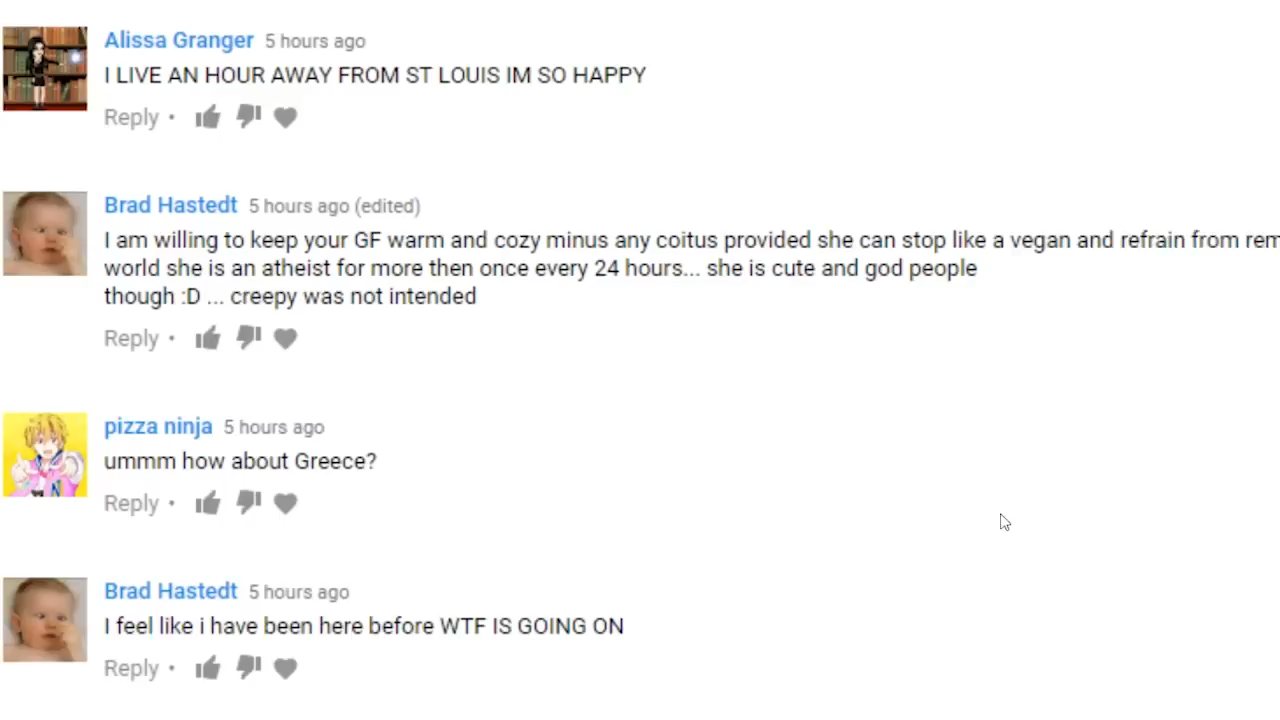 Alissa Granger 5 hours ago
I LIVE AN HOUR AWAY FROM ST LOUIS IM SO HAPPY
Reply •
Brad Hastedt 5 hours ago (edited)
I am willing to keep your GF warm and cozy minus any coitus provided she can stop like a vegan and refrain from
world she is an atheist for more then once every 24 hours... she is cute and god people
though :D ... creepy was not intended
Reply •
pizza ninja 5 hours ago
ummm how about Greece?
Reply •
Brad Hastedt 5 hours ago
I feel like i have been here before WTF IS GOING ON
Reply •